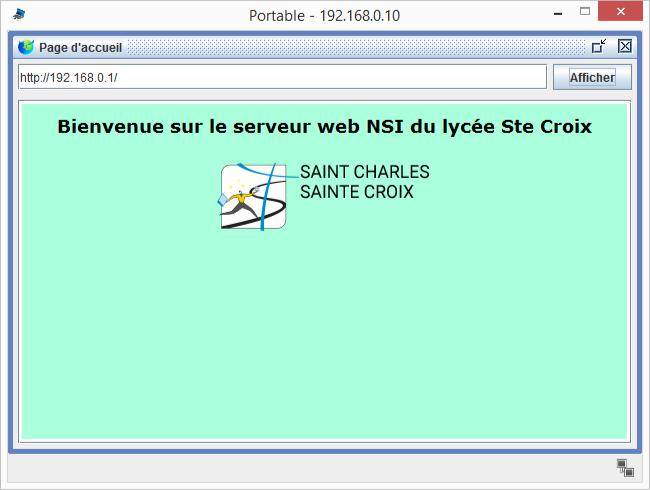 Portable - 192.168.0.10
Page d'accueil
http://192.168.0.1/
Afficher
Bienvenue sur le serveur web NSI du lycée Ste Croix
SAINT CHARLES
SAINTE CROIX